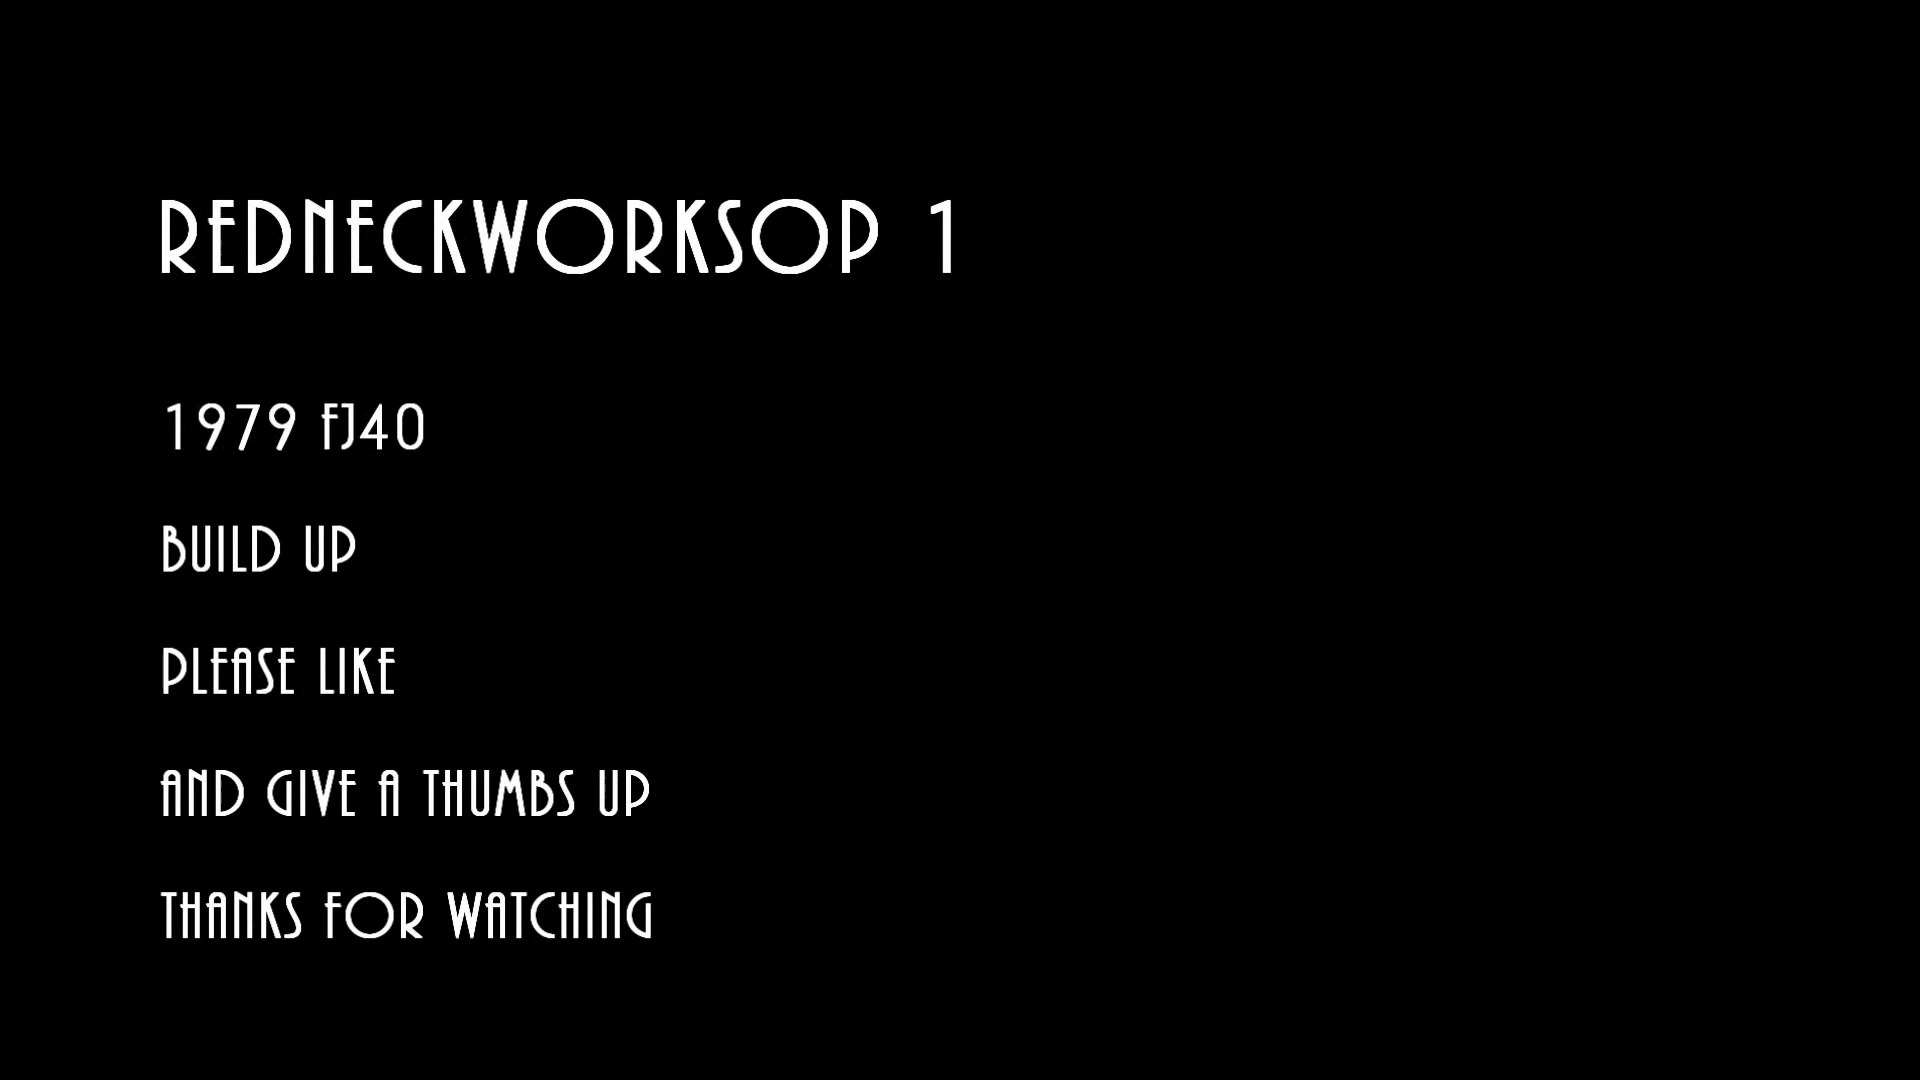 REDNECKWORKSOP 1
1979 FJ40
BUILD UP
PLEASE LIKE
AND GIVE A THUMBS UP
THANKS FOR WATCHING